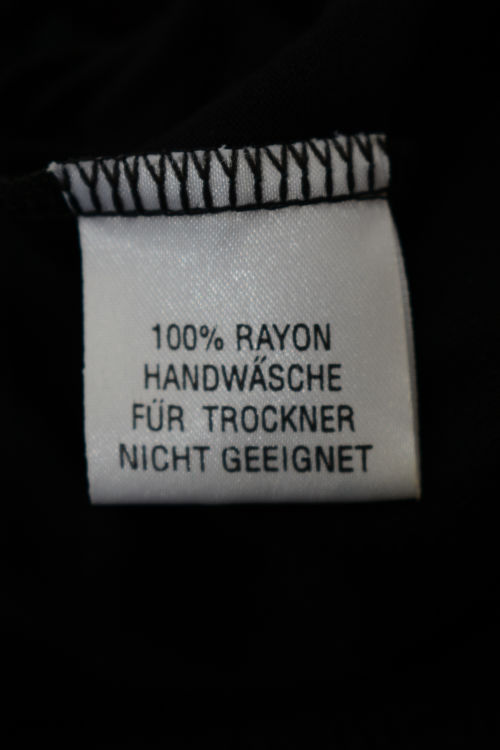 100% RAYON
HANDWÄSCHE
FÜR TROCKNER
NICHT GEEIGNET